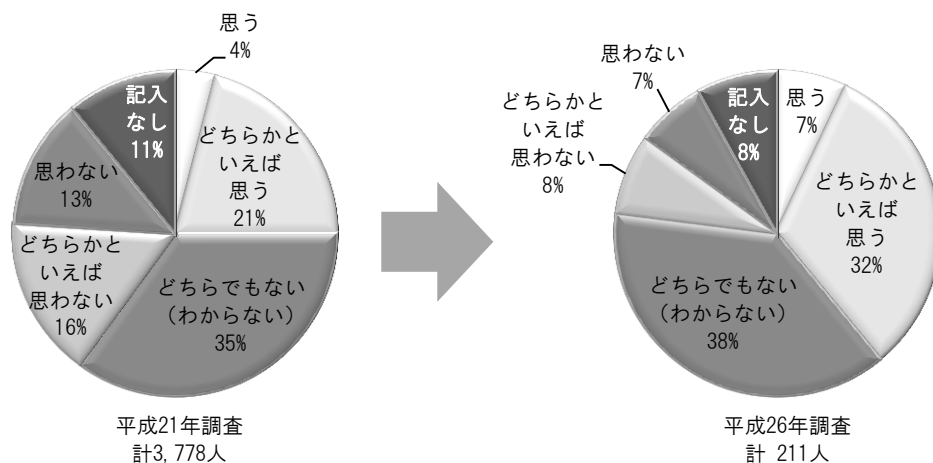 思う
4%
どちらかと
いえば
思う
21%
どちらでもない
（わからない）
35%
どちらかと
いえば
思わない
16%
思わない
13%
記入
なし
11%
平成21年調査
計3,778人
思う
7%
どちらかと
いえば
思う
32%
どちらでもない
（わからない）
38%
どちらかと
いえば
思わない
8%
思わない
7%
記入
なし
8%
平成26年調査
計 211人